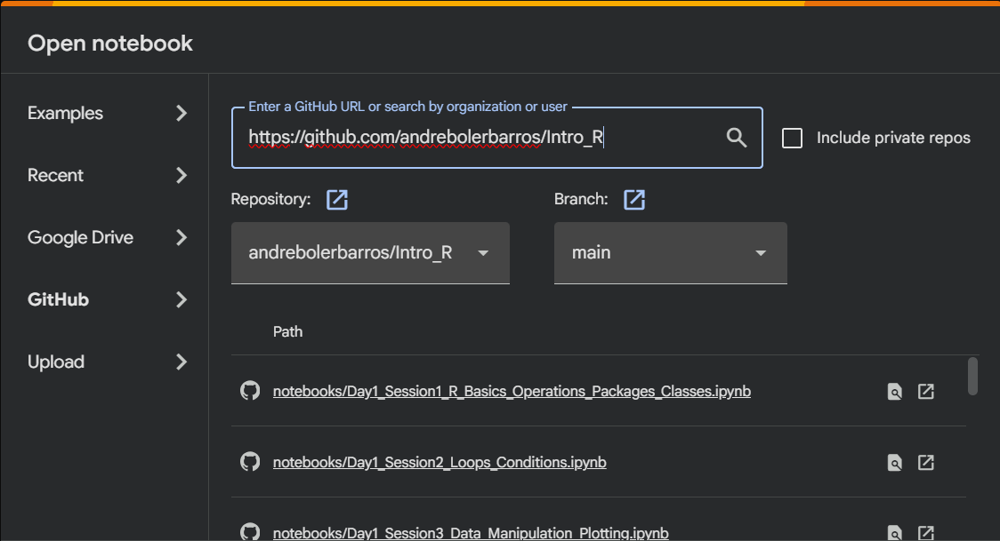 Open notebook
Examples
Recent
Google Drive
GitHub
Upload
Enter a GitHub URL or search by organization or user
https://github.com/andrebolerbarros/Intro_R
Include private repos
Repository:
Branch:
andrebolerbarros/Intro_R
main
Path
notebooks/Day1_Session1_R_Basics_Operations_Packages_Classes.ipynb
notebooks/Day1_Session2_Loops_Conditions.ipynb
notebooks/Day1_Session3_Data_Manipulation_Plotting.ipynb